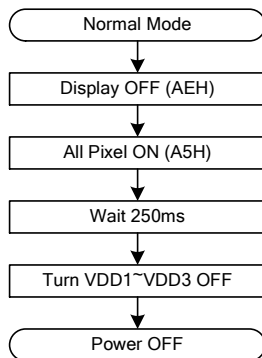 Normal Mode
Display OFF (AEH)
All Pixel ON (A5H)
Wait 250ms
Turn VDD1~VDD3 OFF
Power OFF